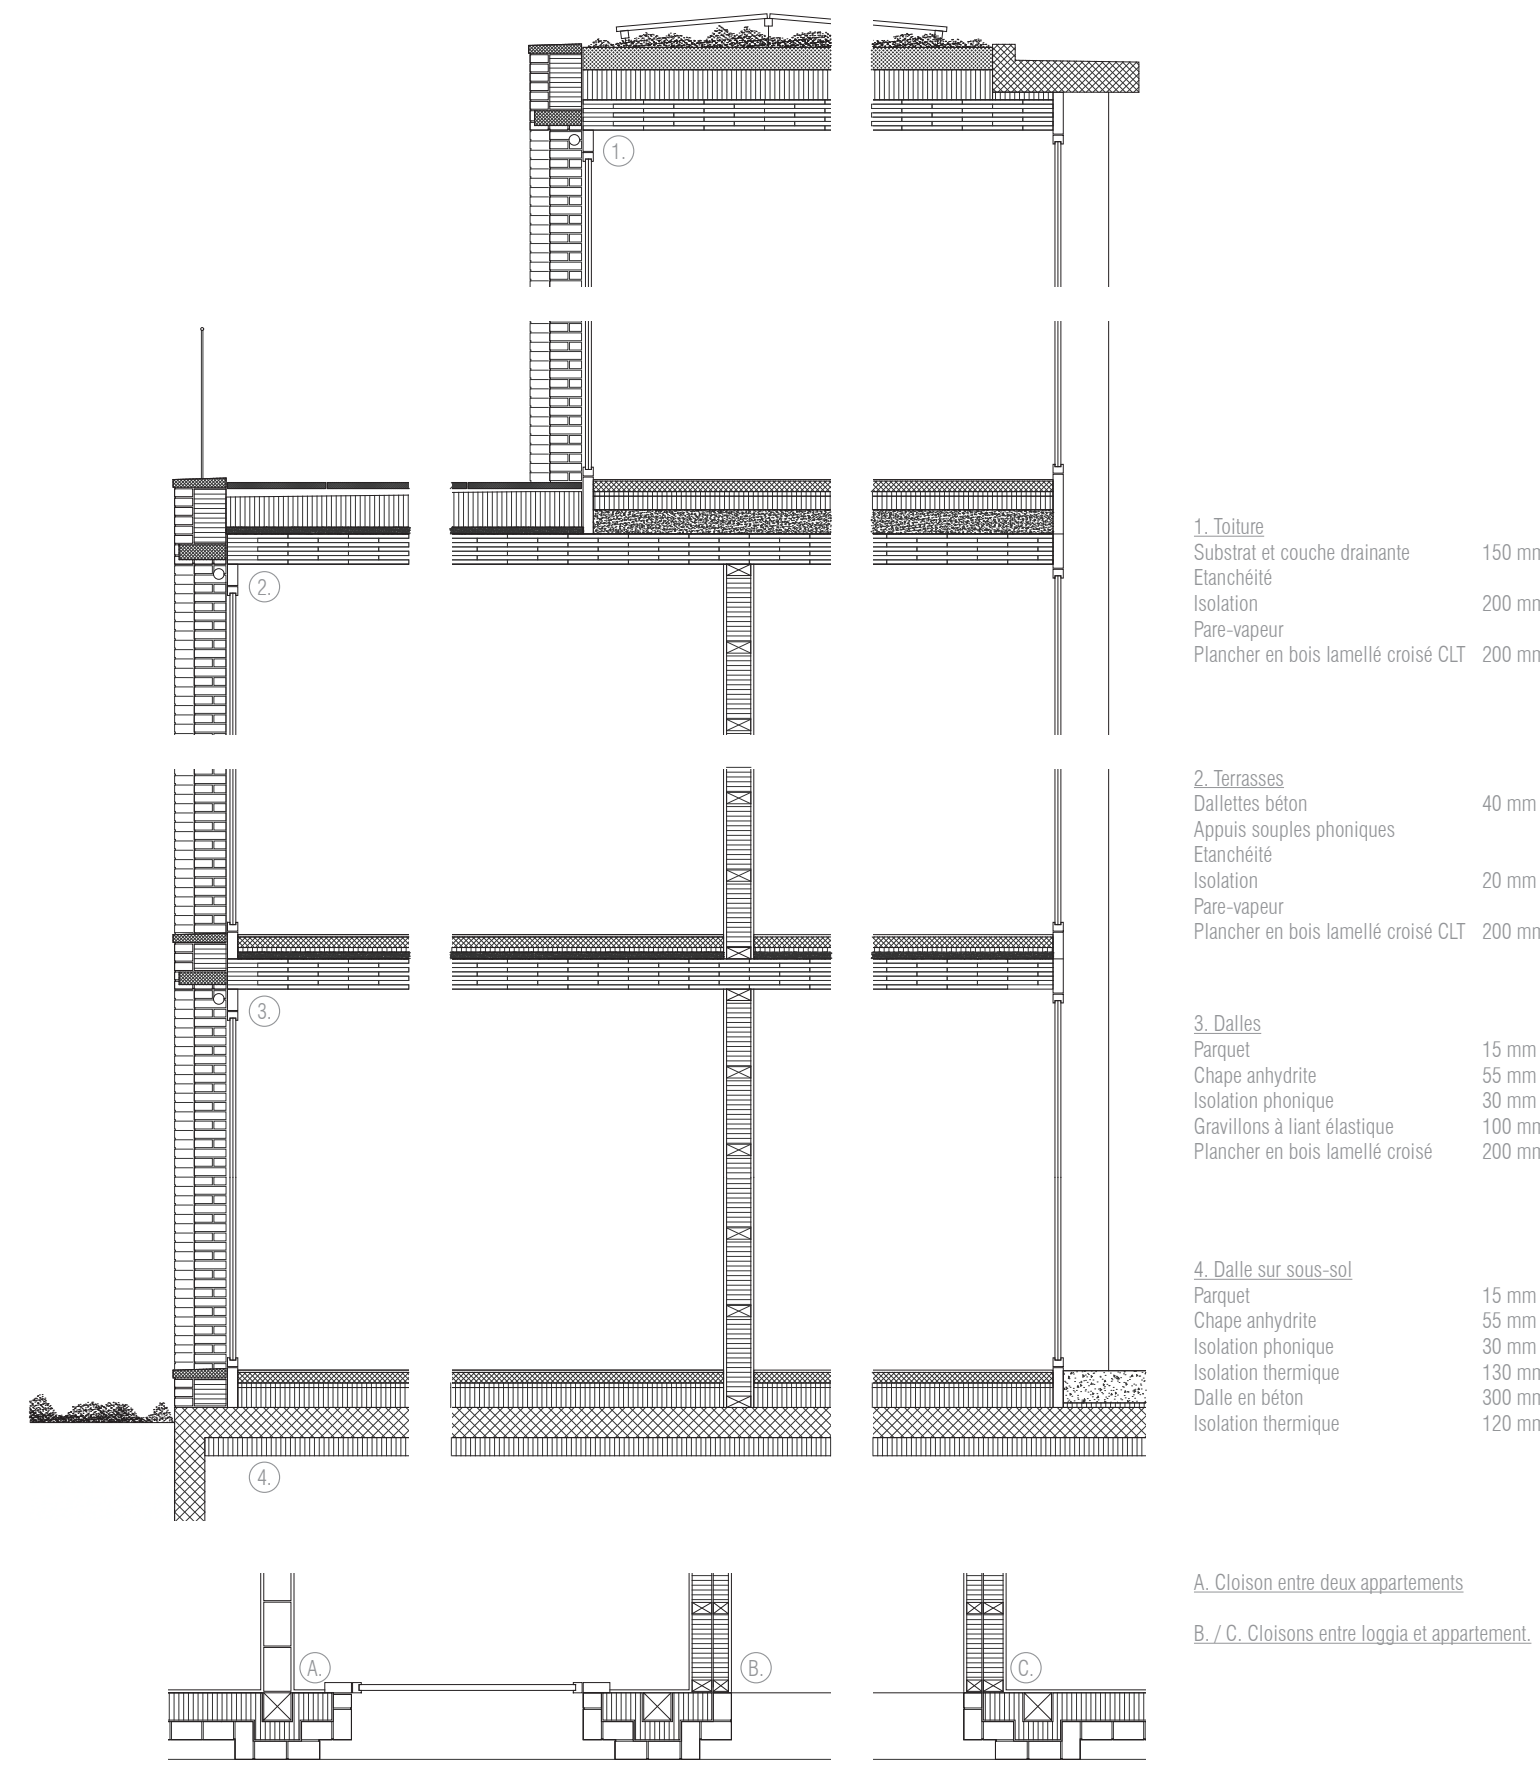 1.
2.
3.
4.
A.
B.
C.
1. Toiture
Substrat et couche drainante 150 mm
Etanchéité
Isolation 200 mm
Pare-vapeur
Plancher en bois lamellé croisé CLT 200 mm
2. Terrasses
Dallettes béton 40 mm
Appuis souples phoniques
Etanchéité
Isolation 20 mm
Pare-vapeur
Plancher en bois lamellé croisé CLT 200 mm
3. Dalles
Parquet 15 mm
Chape anhydrite 55 mm
Isolation phonique 30 mm
Gravillons à liant élastique 100 mm
Plancher en bois lamellé croisé 200 mm
4. Dalle sur sous-sol
Parquet 15 mm
Chape anhydrite 55 mm
Isolation phonique 30 mm
Isolation thermique 130 mm
Dalle en béton 300 mm
Isolation thermique 120 mm
A. Cloison entre deux appartements
B. / C. Cloisons entre loggia et appartement.